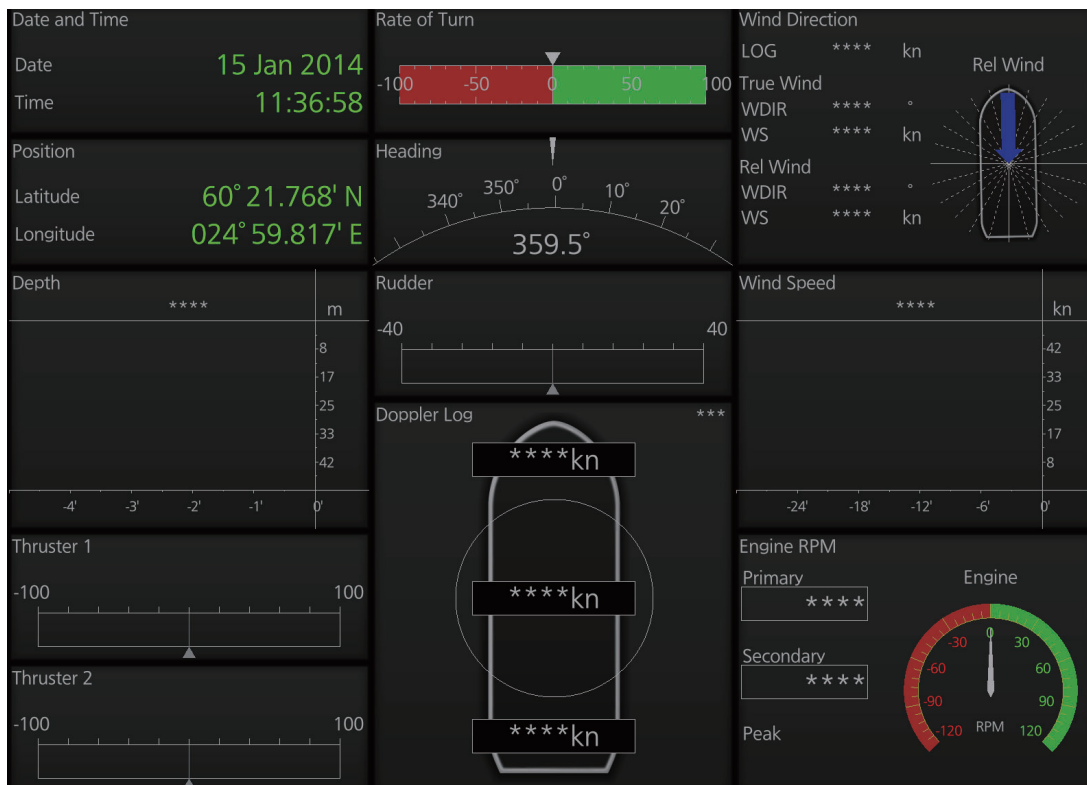 Date and Time
Date 15 Jan 2014
Time 11:36:58
Position
Latitude 60° 21.768' N
Longitude 024° 59.817' E
Depth
**** m
8
17
25
33
42
-4' -3' -2' -1' 0'
Thruster 1
-100 100
Thruster 2
-100 100
Rate of Turn
-100 -50 0 50 100
Heading
340° 350° 0° 10° 20°
359.5°
Rudder
-40 40
Doppler Log ***
****kn
****kn
****kn
Wind Direction
LOG **** kn
True Wind
WDIR **** °
WS **** kn
Rel Wind
WDIR **** °
WS **** kn
Rel Wind
Wind Speed
**** kn
42
33
25
17
8
-24' -18' -12' -6' 0'
Engine RPM
Primary
****
Secondary
****
Peak
Engine
-120 -90 -60 -30 0 30 60 90 120
RPM